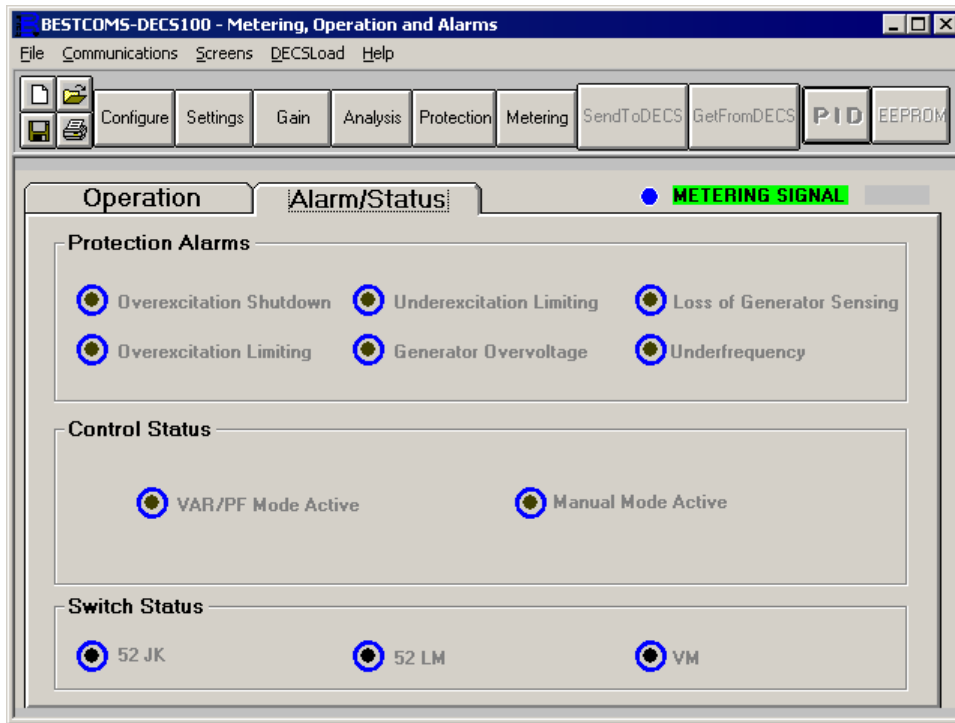 BESTCOMS-DECS100 - Metering, Operation and Alarms
File Communications Screens DECSLoad Help
Configure Settings Gain Analysis Protection Metering SendToDECS GetFromDECS PID EEPROM
Operation Alarm/Status METERING SIGNAL
Protection Alarms
Overexcitation Shutdown Underexcitation Limiting Loss of Generator Sensing
Overexcitation Limiting Generator Overvoltage Underfrequency
Control Status
VAR/PF Mode Active Manual Mode Active
Switch Status
52 JK 52 LM VM